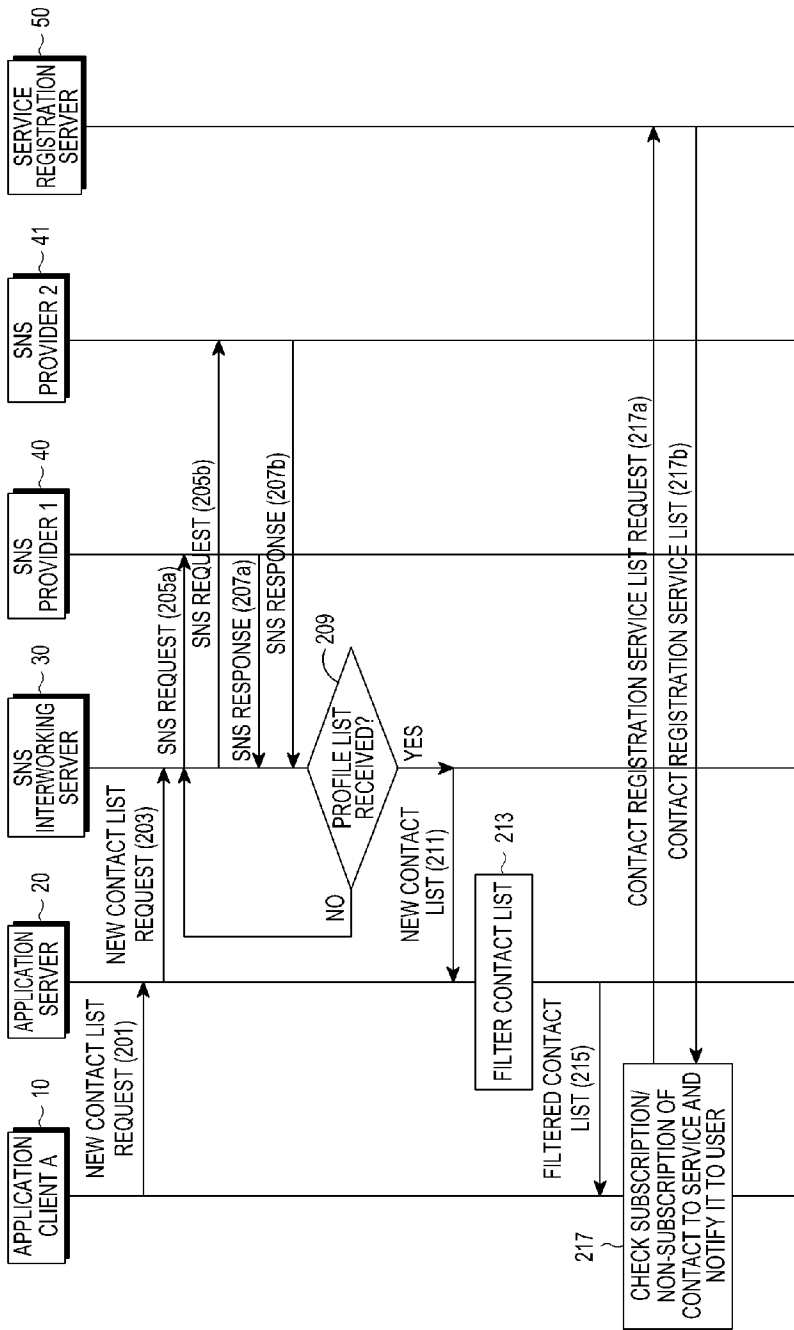 APPLICATION
CLIENT A
10
APPLICATION
SERVER
20
SNS
INTERWORKING
SERVER
30
SNS
PROVIDER 1
40
SNS
PROVIDER 2
41
SERVICE
REGISTRATION
SERVER
50
NEW CONTACT LIST
REQUEST (201)
NEW CONTACT LIST
REQUEST (203)
SNS REQUEST (205a)
SNS REQUEST (205b)
SNS RESPONSE (207a)
SNS RESPONSE (207b)
209
PROFILE LIST
RECEIVED?
NO
YES
NEW CONTACT
LIST (211)
213
FILTER CONTACT LIST
FILTERED CONTACT
LIST (215)
217
CHECK SUBSCRIPTION/
NON-SUBSCRIPTION OF
CONTACT TO SERVICE AND
NOTIFY IT TO USER
CONTACT REGISTRATION SERVICE LIST REQUEST (217a)
CONTACT REGISTRATION SERVICE LIST (217b)